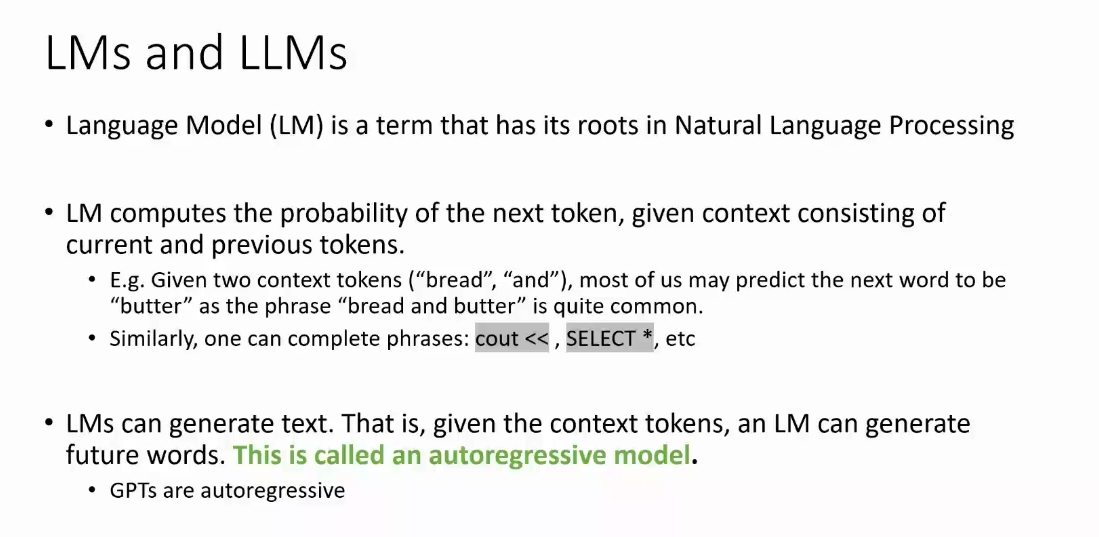 LMs and LLMs
• Language Model (LM) is a term that has its roots in Natural Language Processing
• LM computes the probability of the next token, given context consisting of
current and previous tokens.
• E.g. Given two context tokens (“bread”, “and”), most of us may predict the next word to be
“butter” as the phrase “bread and butter” is quite common.
• Similarly, one can complete phrases: cout << , SELECT *, etc
• LMs can generate text. That is, given the context tokens, an LM can generate
future words. This is called an autoregressive model.
• GPTs are autoregressive